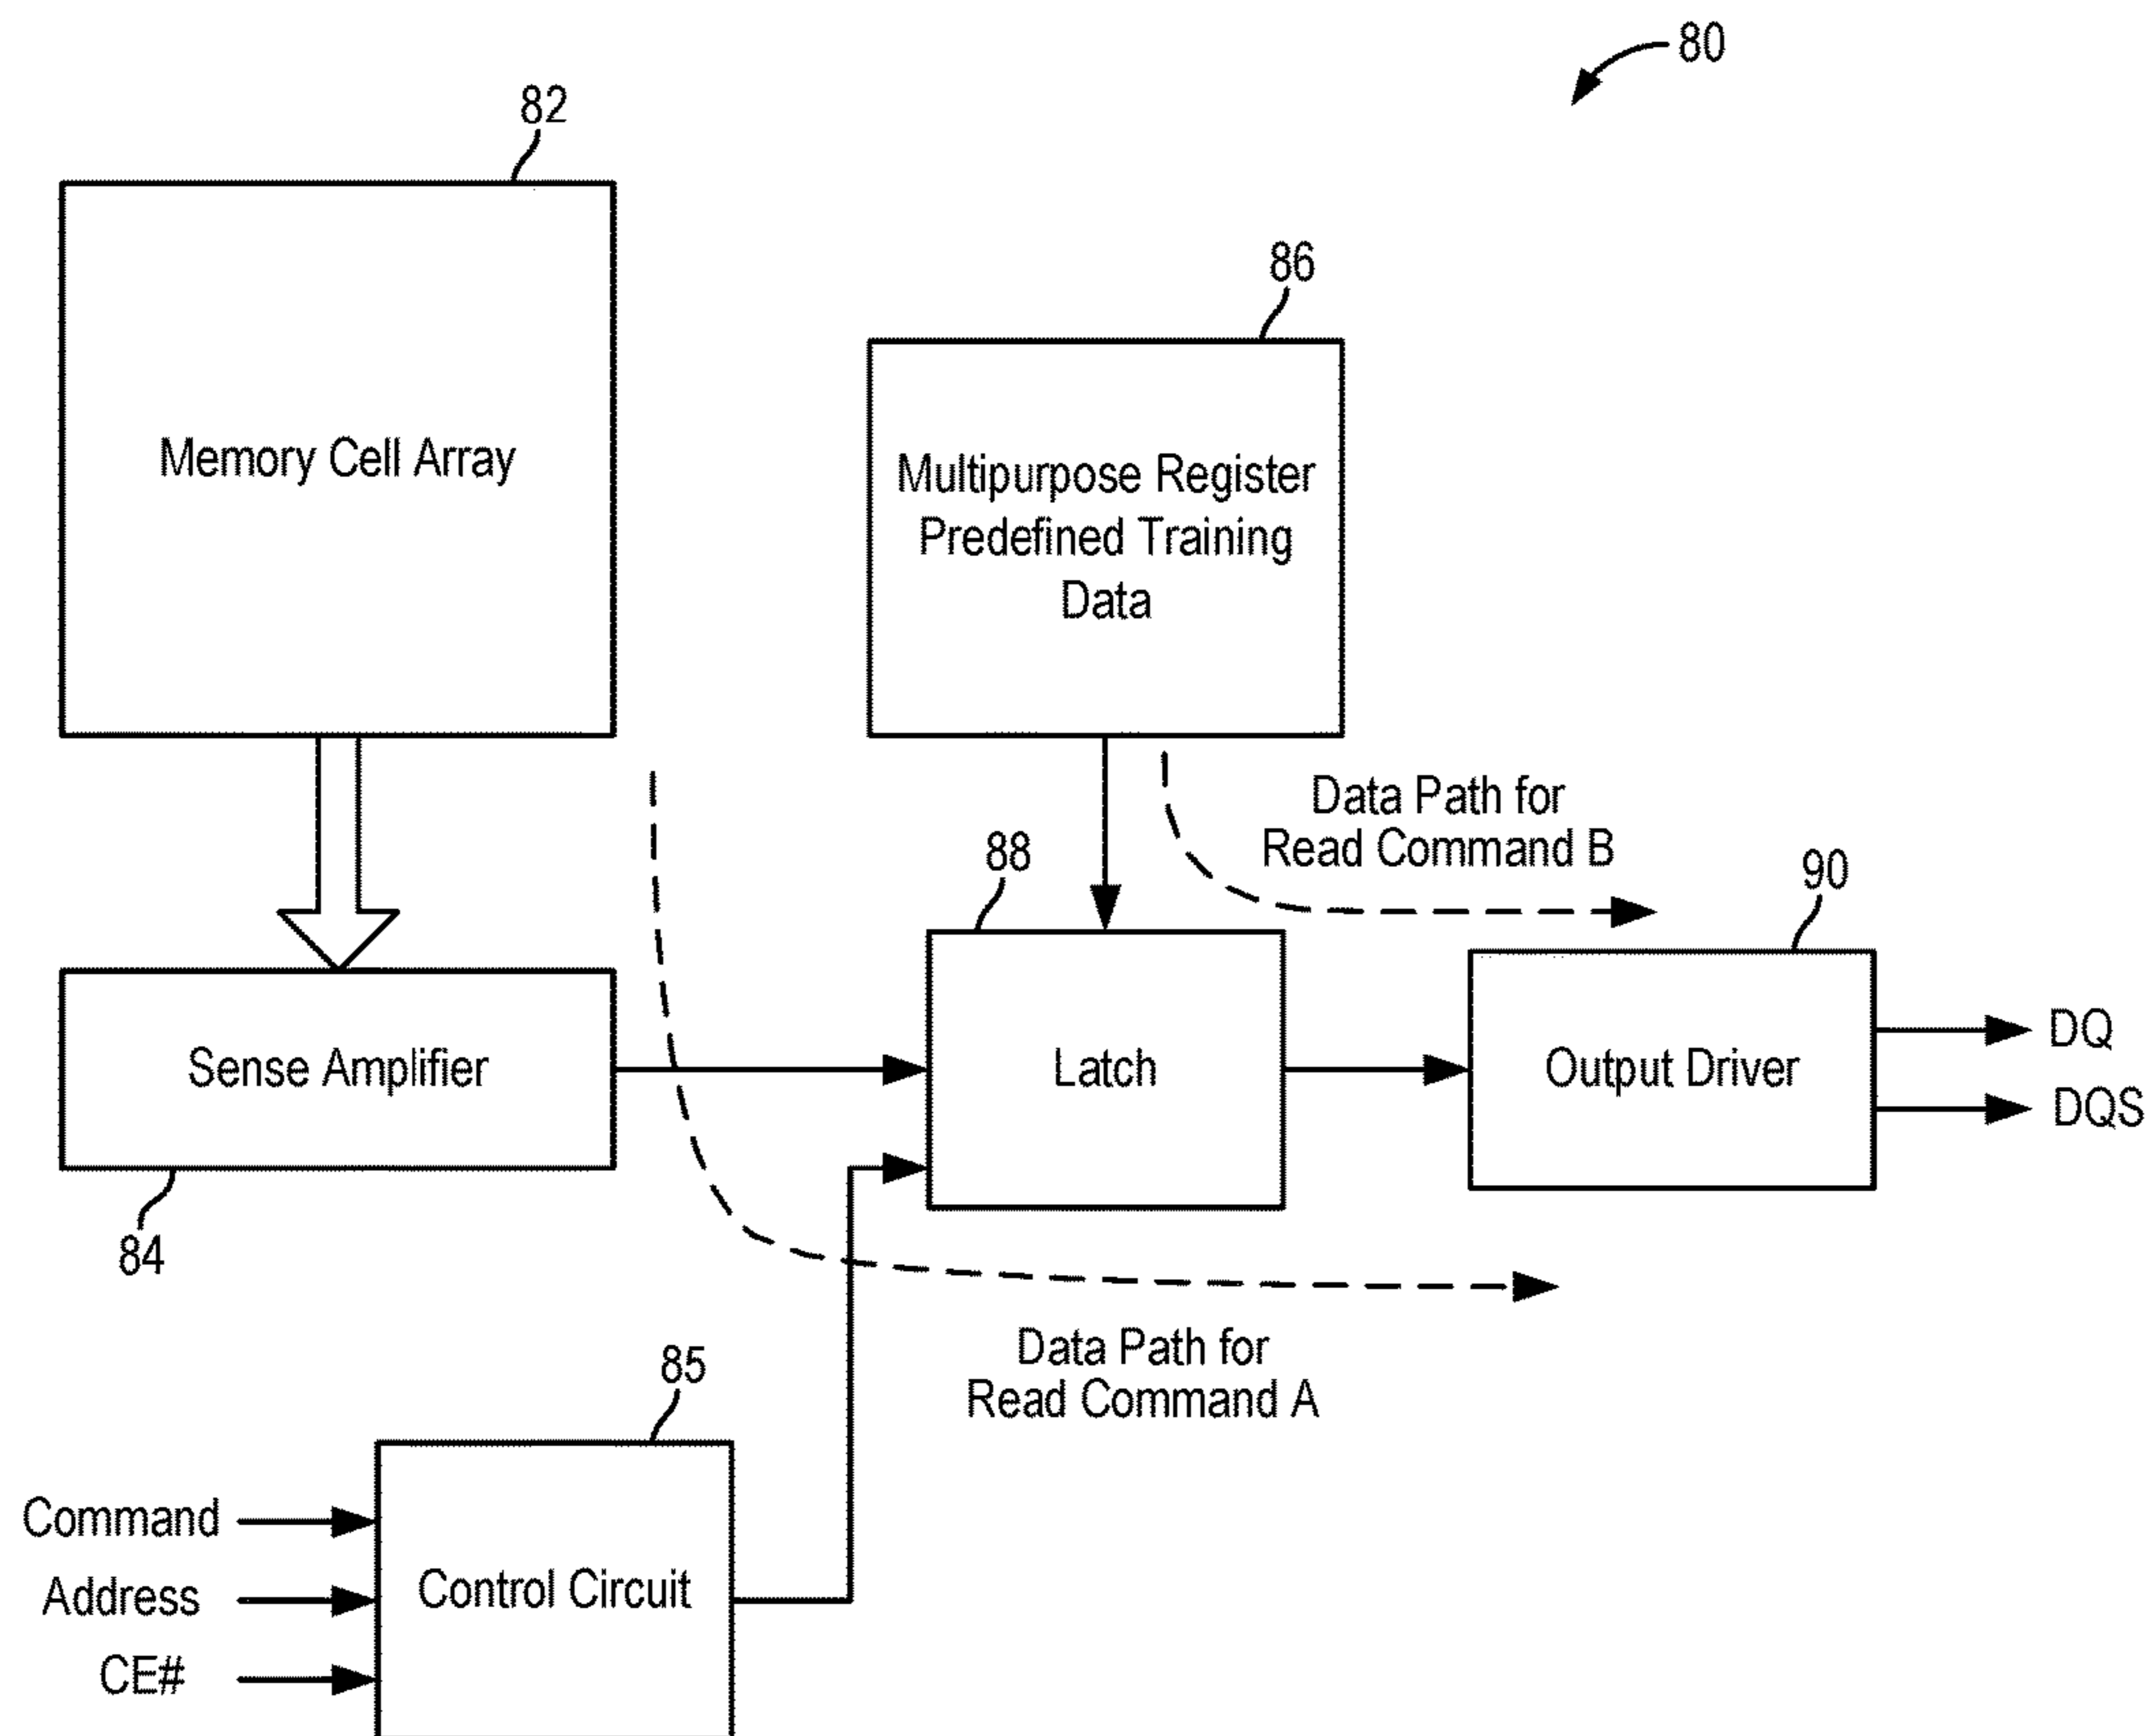 80
82
86
Memory Cell Array
Multipurpose Register
Predefined Training
Data
Data Path for
Read Command B
88
90
Sense Amplifier
Latch
Output Driver
DQ
DQS
84
Data Path for
Read Command A
85
Command
Address
CE#
Control Circuit